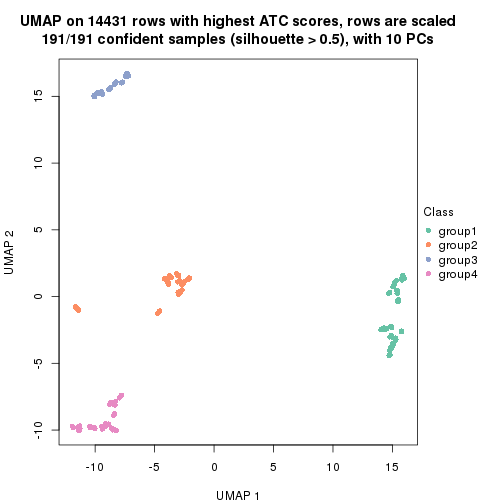 UMAP on 14431 rows with highest ATC scores, rows are scaled
191/191 confident samples (silhouette > 0.5), with 10 PCs
15
10
5
0
-5
-10
UMAP 2
-10
-5
0
5
10
15
UMAP 1
Class
group1
group2
group3
group4